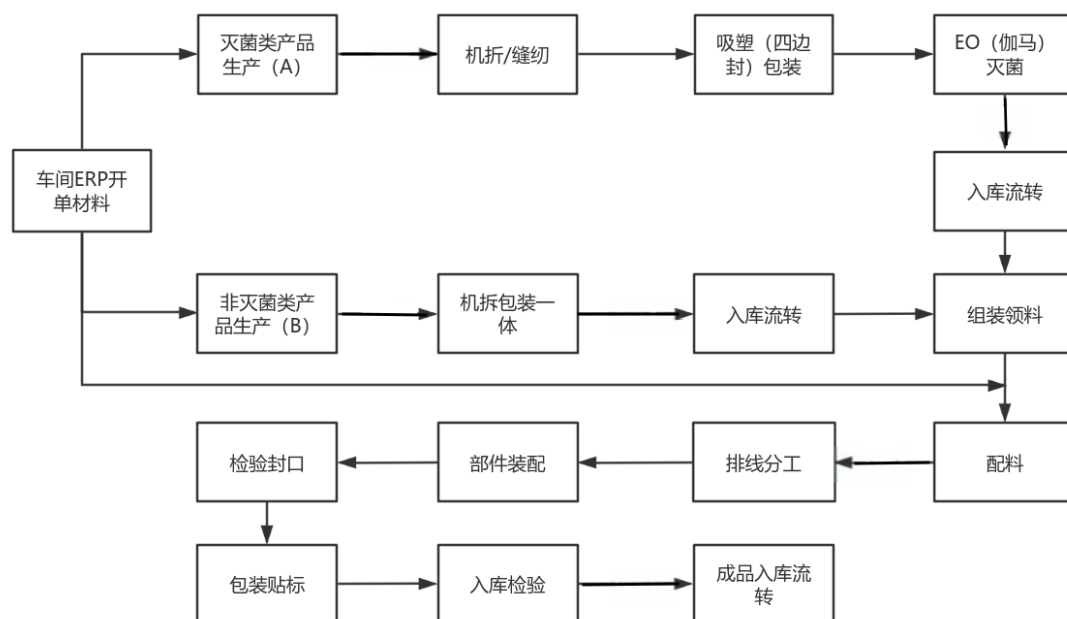 灭菌类产品
生产（A）
机折/缝纫
吸塑（四边
封）包装
EO（伽马）
灭菌
车间ERP开
单材料
入库流转
非灭菌类产
品生产（B）
机拆包装一
体
入库流转
组装领料
检验封口
部件装配
排线分工
配料
包装贴标
入库检验
成品入库流
转